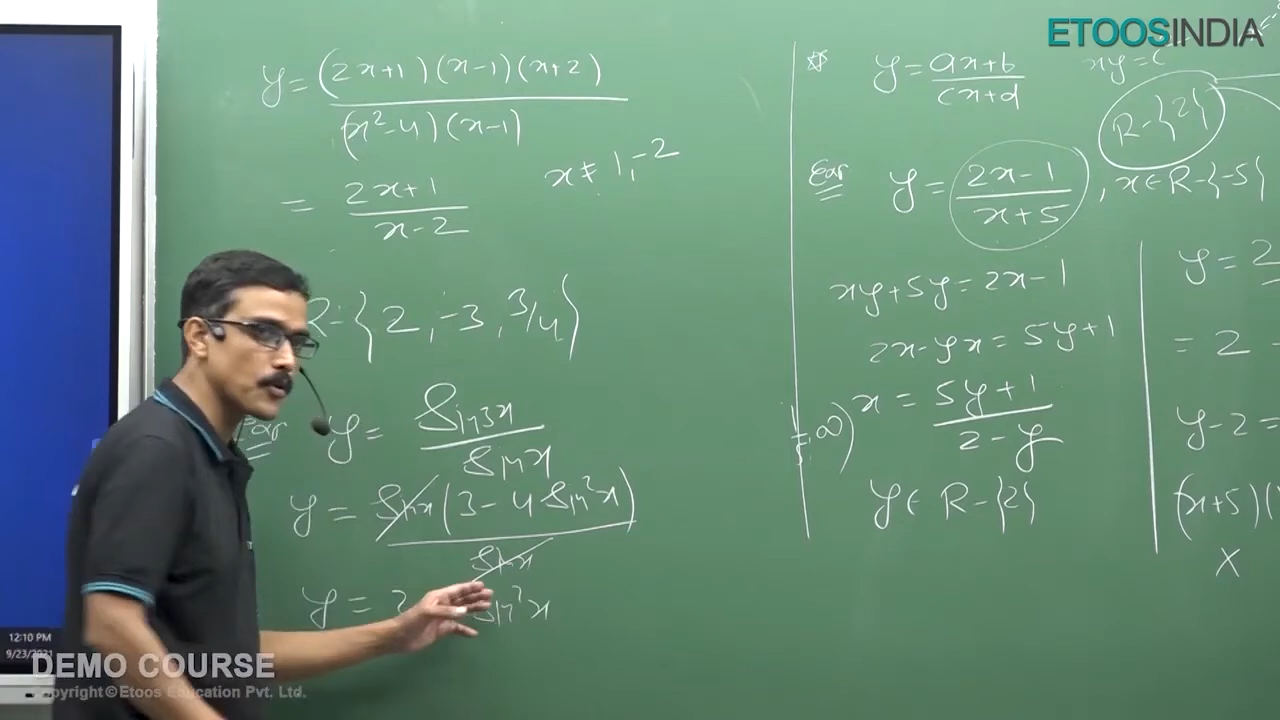 ETOOSINDIA
y = (2x+1)(x-1)(x+2)
(x²-4)(x-1)
x ≠ 1, -2
= 2x+1
x-2
R-{2, -3, 3/4}
y = Sin3x
Sinx
y = Sinx(3-4Sin²x)
Sinx
y =
Sin²x
y = ax+b
cx+d
xy = c
R-{2}
y = 2x-1
x+5
, x∈R-{-5}
xy+5y = 2x-1
2x-yx = 5y+1
x = 5y+1
2-y
y∈ R-{2}
y = 2
= 2 -
y-2 =
(x+5)(
X
12:10 PM
DEMO COURSE
Copyright © Etoos Education Pvt. Ltd.